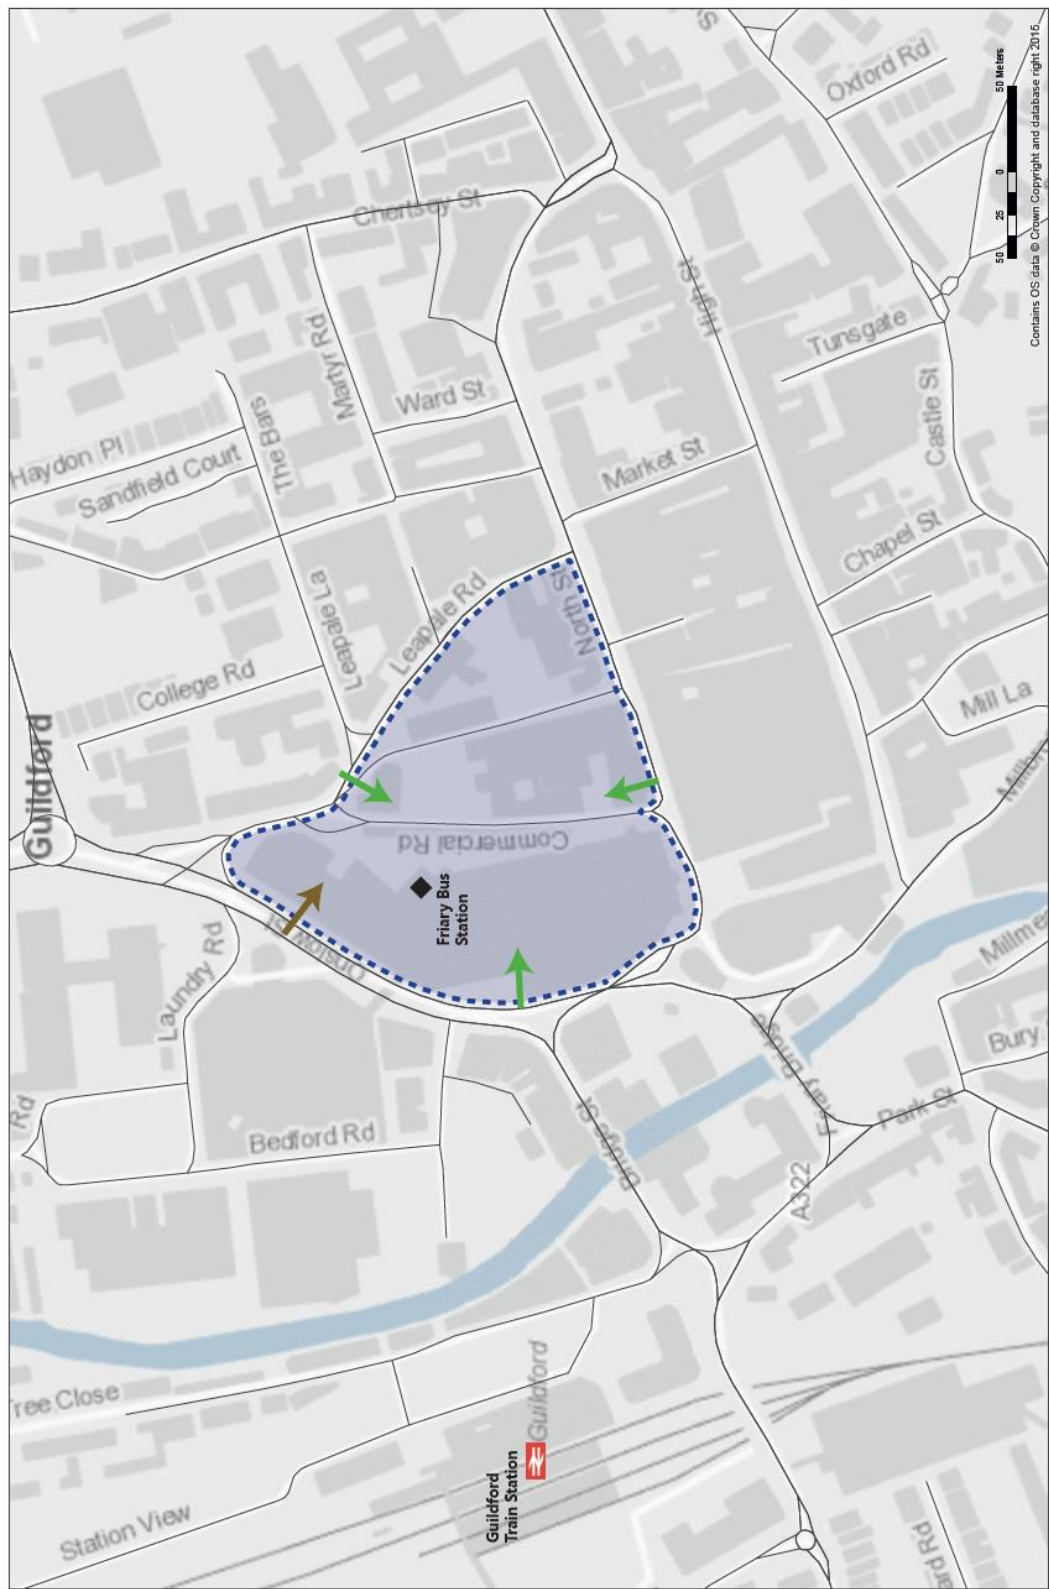 Station View
Tree Close
Rd
Haydon Pl
Guildford
Sandfield Court
College Rd
Laundry Rd
The Bars
Bedford Rd
Leapale La
Martyr Rd
Onslow St
Chertsey St
Leapale Rd
Ward St
Commercial Rd
Friary Bus
Station
Guildford
Train Station
Guildford
North St
Bridge St
Market St
High St
Friary Bridge
A322
Park St
Tunsgate
Oxford Rd
Chapel St
Castle St
Mill La
Millbro
Millme
Bury
ard Rd
50 25 0 50 Meters
Contains OS data © Crown Copyright and database right 2015